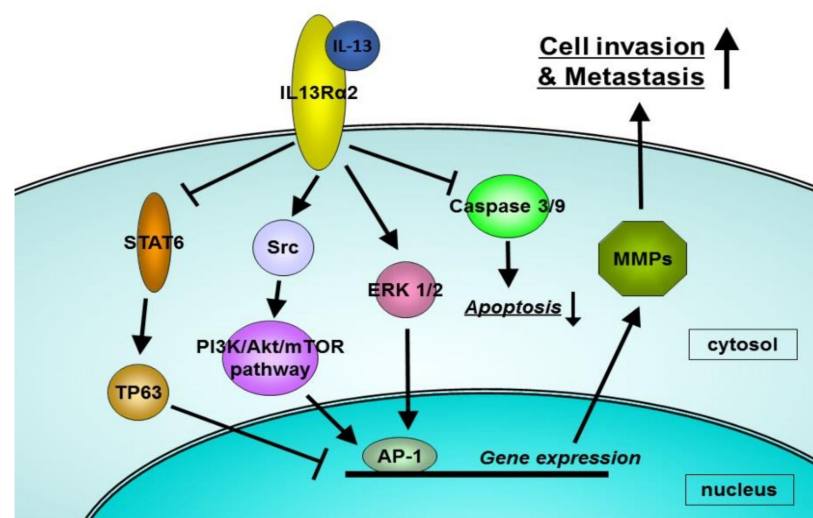 IL-13
IL13Rα2
Cell invasion
& Metastasis
STAT6
Src
Caspase 3/9
MMPs
ERK 1/2
Apoptosis
PI3K/Akt/mTOR
pathway
cytosol
TP63
AP-1
Gene expression
nucleus